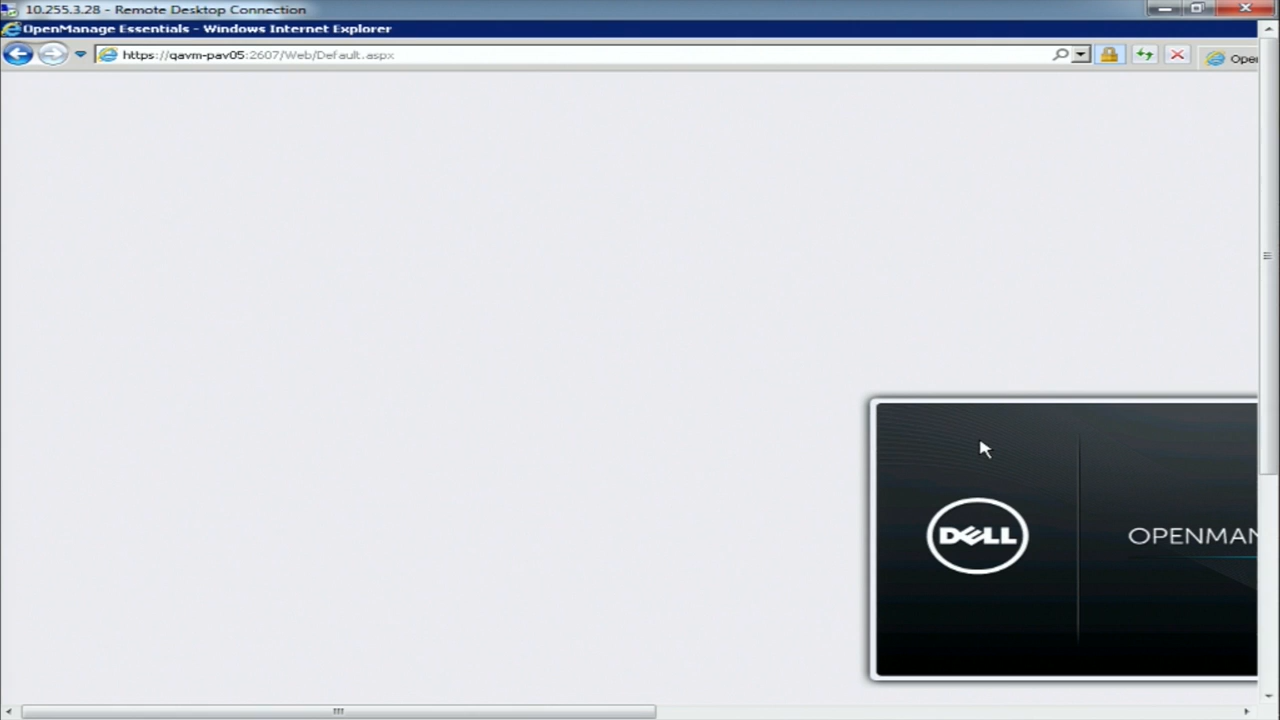 10.255.3.28 - Remote Desktop Connection
OpenManage Essentials - Windows Internet Explorer
https://qavm-pav05:2607/Web/Default.aspx
Ope
DELL
OPENMAN